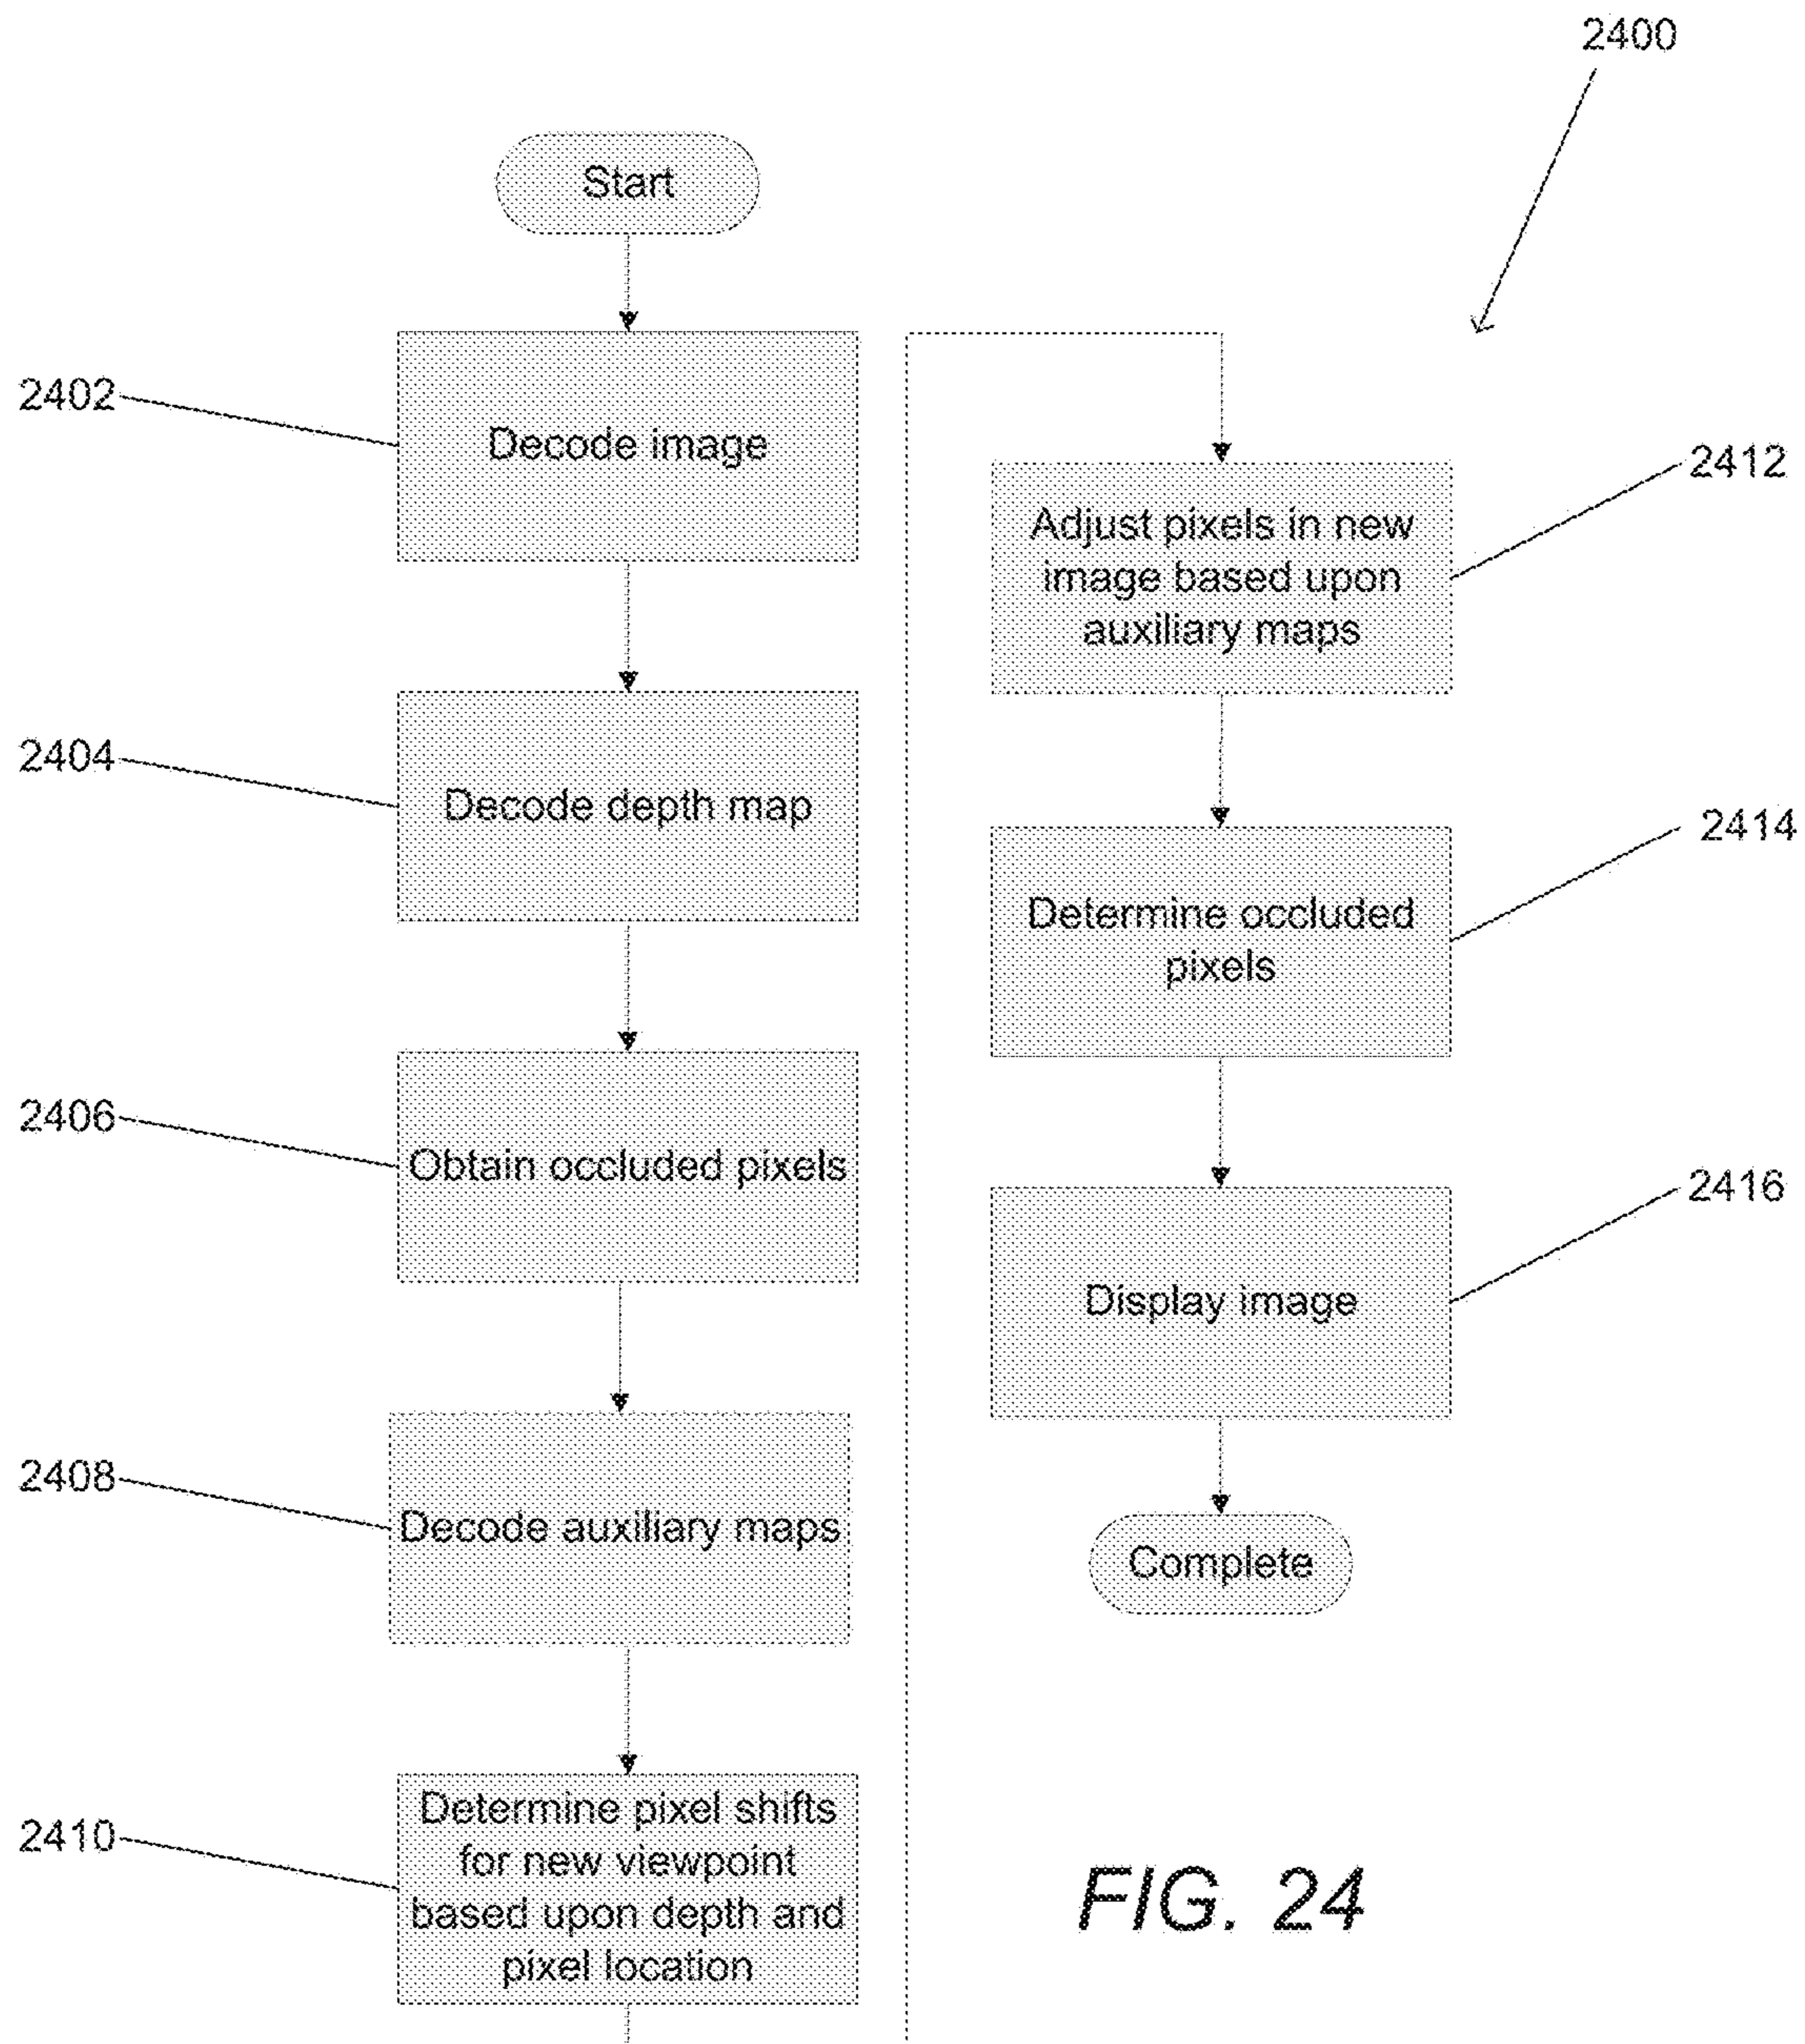 2400
Start
2402
Decode image
2404
Decode depth map
2406
Obtain occluded pixels
2408
Decode auxiliary maps
2410
Determine pixel shifts
for new viewpoint
based upon depth and
pixel location
2412
Adjust pixels in new
image based upon
auxiliary maps
2414
Determine occluded
pixels
2416
Display image
Complete
FIG. 24